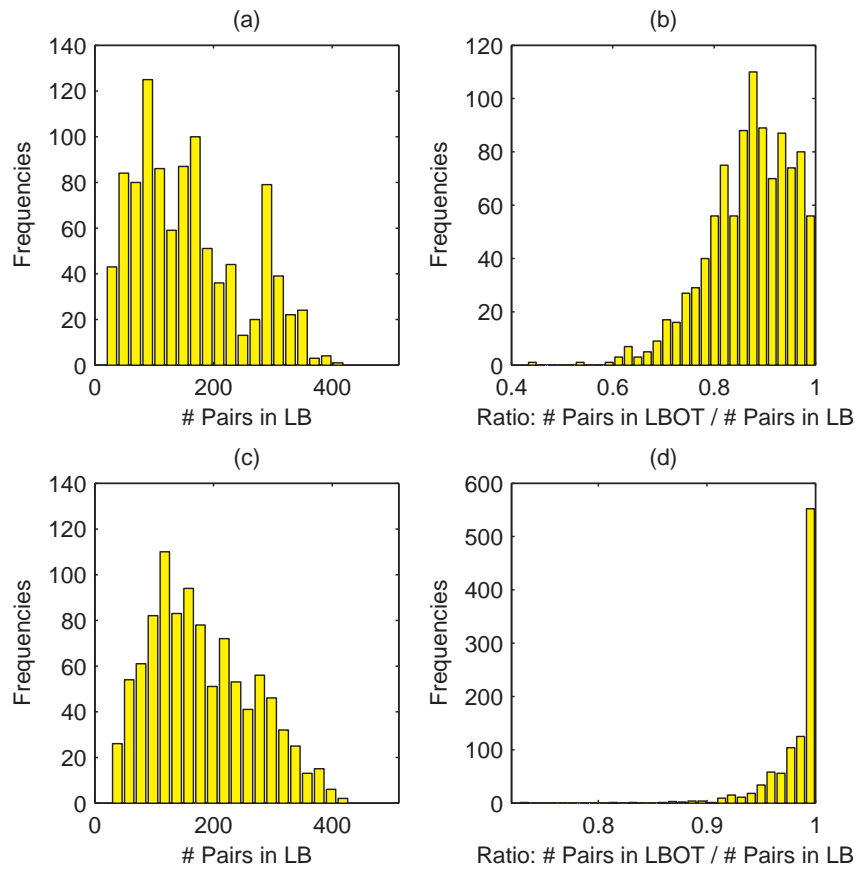 (a)
140
120
100
80
60
40
20
0
Frequencies
0 200 400
# Pairs in LB
(b)
120
100
80
60
40
20
0
Frequencies
0.4 0.6 0.8 1
Ratio: # Pairs in LBOT / # Pairs in LB
(c)
140
120
100
80
60
40
20
0
Frequencies
0 200 400
# Pairs in LB
(d)
600
500
400
300
200
100
0
Frequencies
0.8 0.9 1
Ratio: # Pairs in LBOT / # Pairs in LB